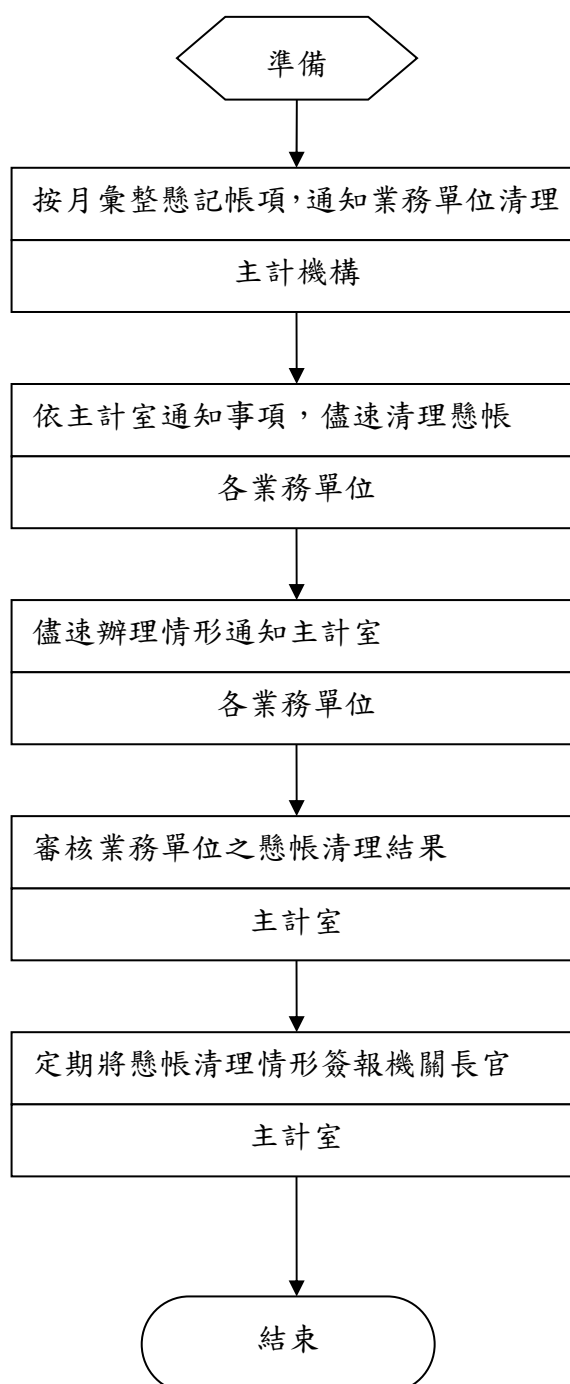 準備
按月彙整懸記帳項，通知業務單位清理
主計機構
依主計室通知事項，儘速清理懸帳
各業務單位
儘速辦理情形通知主計室
各業務單位
審核業務單位之懸帳清理結果
主計室
定期將懸帳清理情形簽報機關長官
主計室
結束